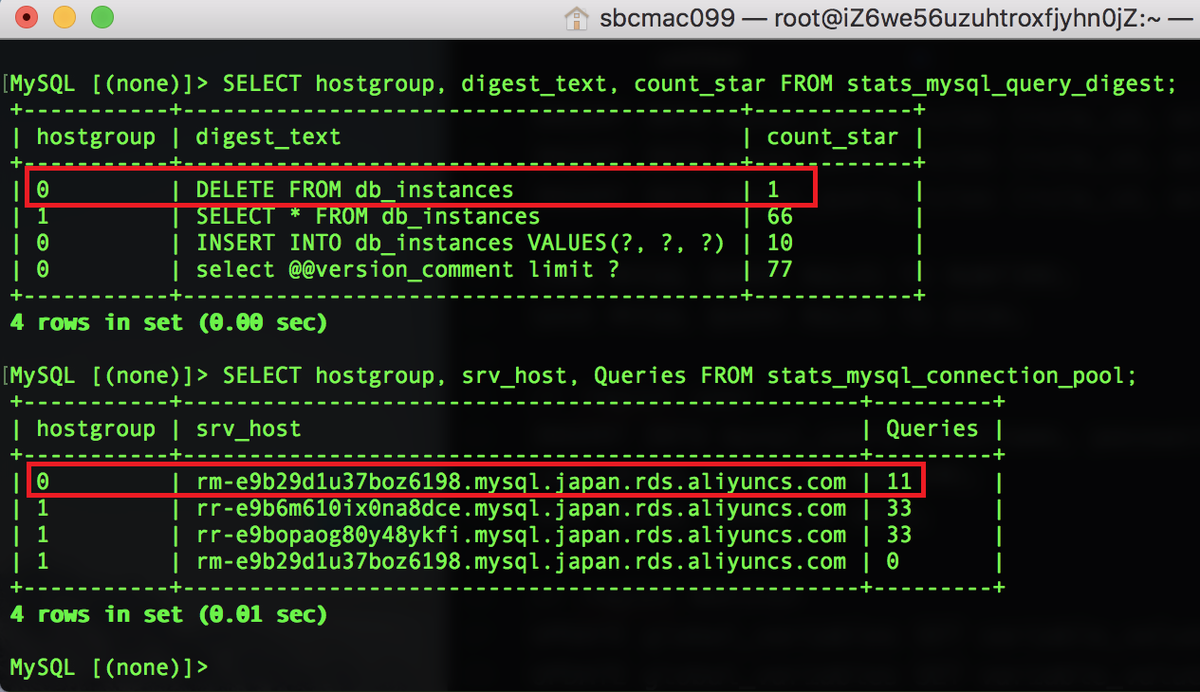 sbcmac099 — root@iZ6we56uzuhtroxfjyhn0jZ:~ —
[MySQL [(none)]> SELECT hostgroup, digest_text, count_star FROM stats_mysql_query_digest;
+-----------+------------------------------------------+------------+
| hostgroup | digest_text                              | count_star |
+-----------+------------------------------------------+------------+
| 0         | DELETE FROM db_instances                 | 1          |
| 1         | SELECT * FROM db_instances               | 66         |
| 0         | INSERT INTO db_instances VALUES(?, ?, ?) | 10         |
| 0         | select @@version_comment limit ?         | 77         |
+-----------+------------------------------------------+------------+
4 rows in set (0.00 sec)
[MySQL [(none)]> SELECT hostgroup, srv_host, Queries FROM stats_mysql_connection_pool;
+-----------+---------------------------------------------------+---------+
| hostgroup | srv_host                                          | Queries |
+-----------+---------------------------------------------------+---------+
| 0         | rm-e9b29d1u37boz6198.mysql.japan.rds.aliyuncs.com | 11      |
| 1         | rr-e9b6m610ix0na8dce.mysql.japan.rds.aliyuncs.com | 33      |
| 1         | rr-e9bopaog80y48ykfi.mysql.japan.rds.aliyuncs.com | 33      |
| 1         | rm-e9b29d1u37boz6198.mysql.japan.rds.aliyuncs.com | 0       |
+-----------+---------------------------------------------------+---------+
4 rows in set (0.01 sec)
MySQL [(none)]>